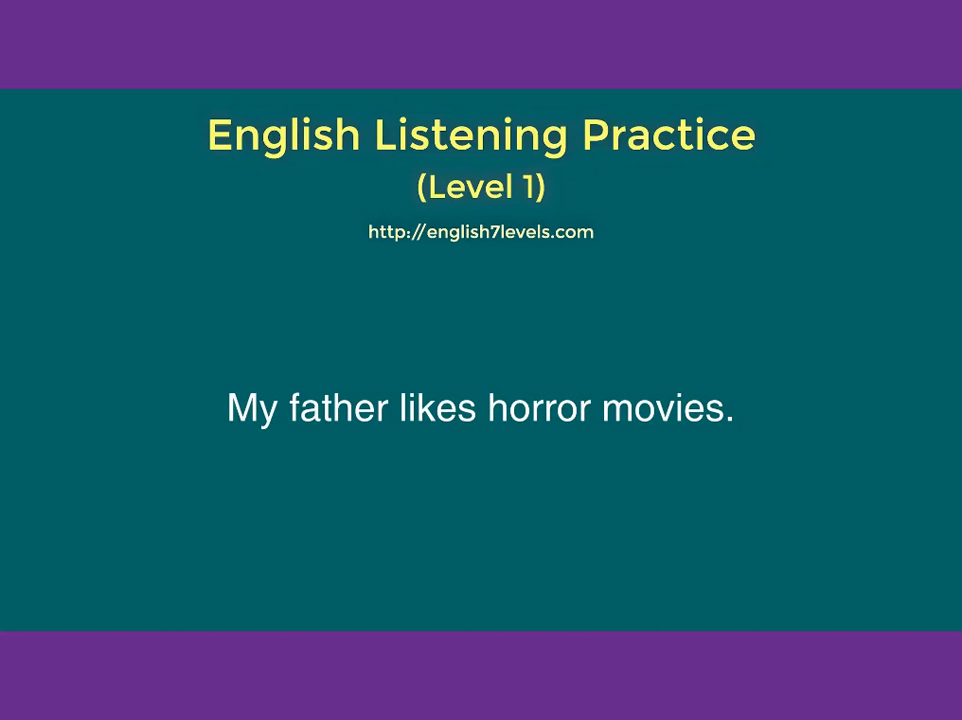 English Listening Practice
(Level 1)
http://english7levels.com
My father likes horror movies.